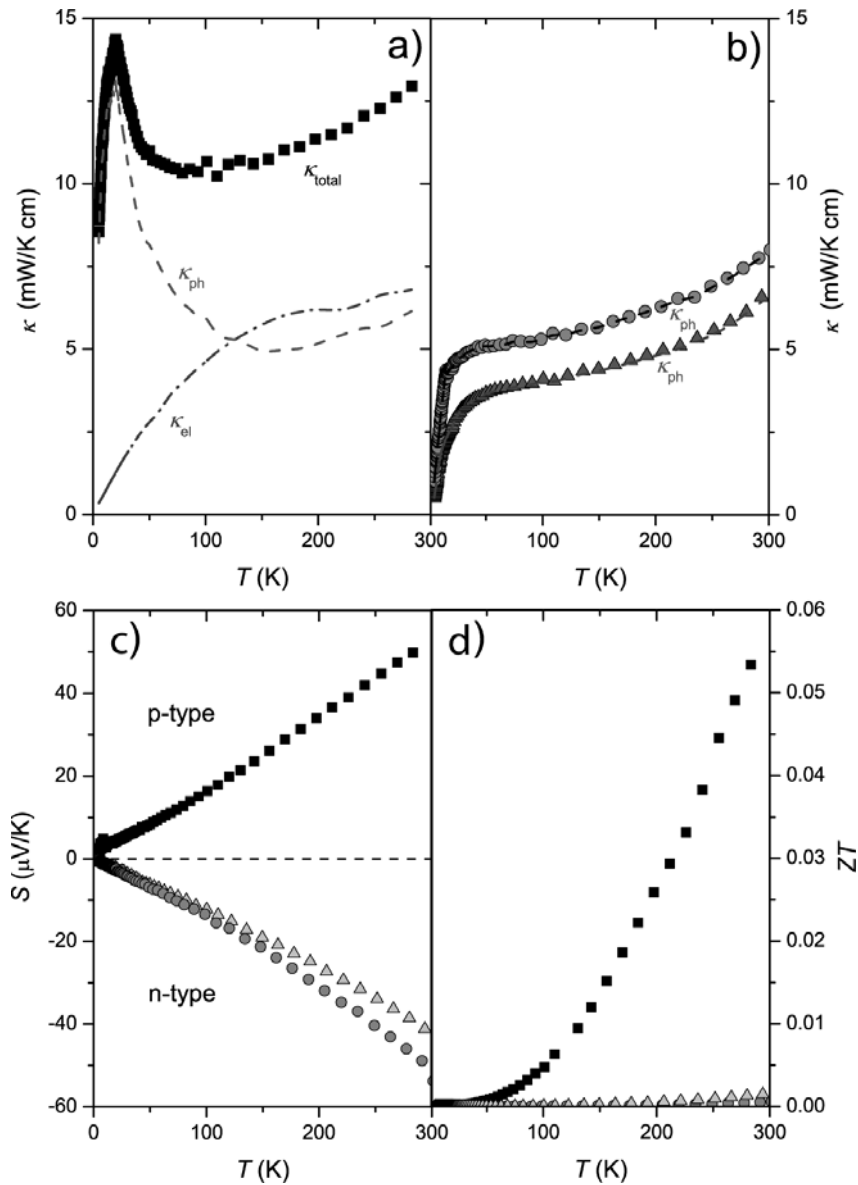 a)
b)
15
10
5
0
κ (mW/K cm)
κtotal
κph
κel
0
100
200
T (K)
κph
κph
300
100
200
300
T (K)
15
10
5
0
κ (mW/K cm)
c)
d)
60
40
20
0
-20
-40
-60
S (μV/K)
p-type
n-type
0
100
200
T (K)
300
100
200
300
T (K)
0.06
0.05
0.04
0.03
0.02
0.01
0.00
ZT